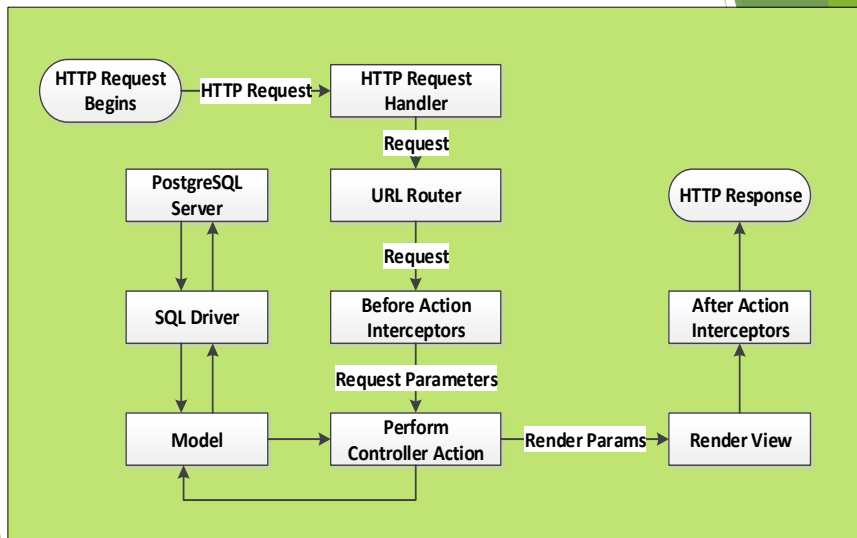 HTTP Request
Begins
HTTP Request
HTTP Request
Handler
Request
PostgreSQL
Server
URL Router
HTTP Response
Request
SQL Driver
Before Action
Interceptors
After Action
Interceptors
Request Parameters
Model
Perform
Controller Action
Render Params
Render View